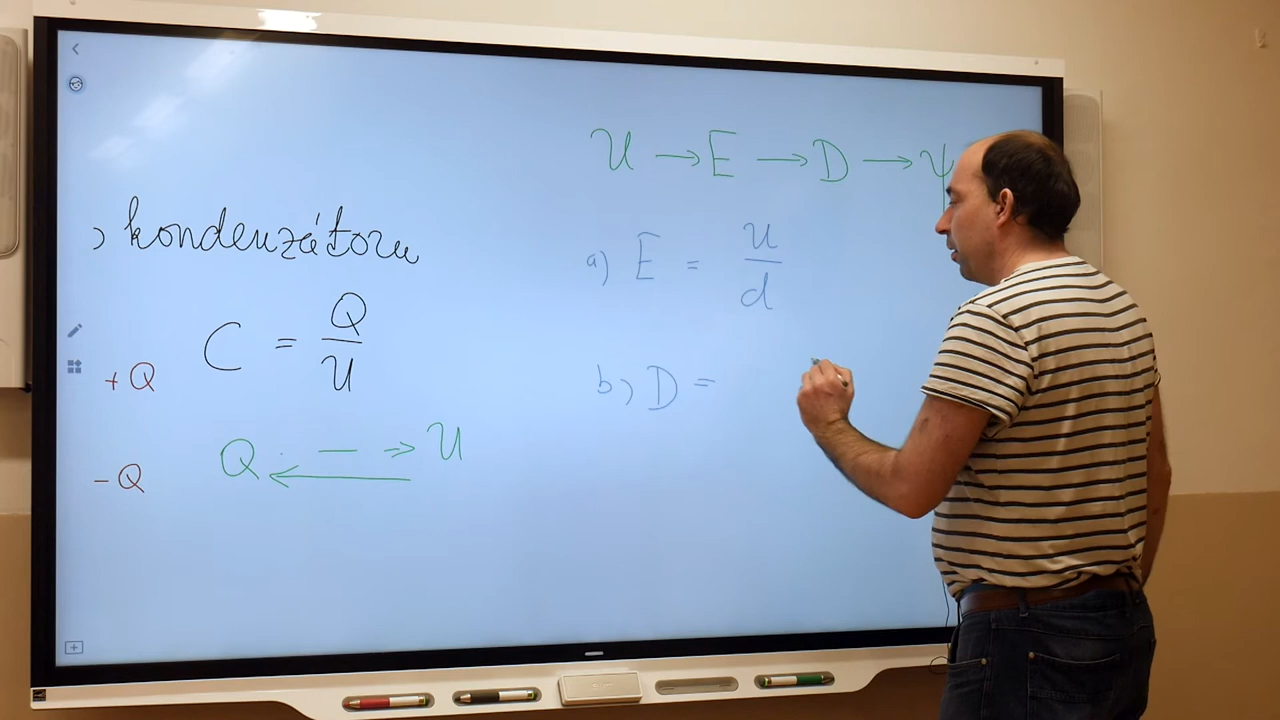 U → E → D → ψ
, kondenzátoru
a) E = U/d
C = Q/U
+Q
b) D =
Q — → U
←
-Q